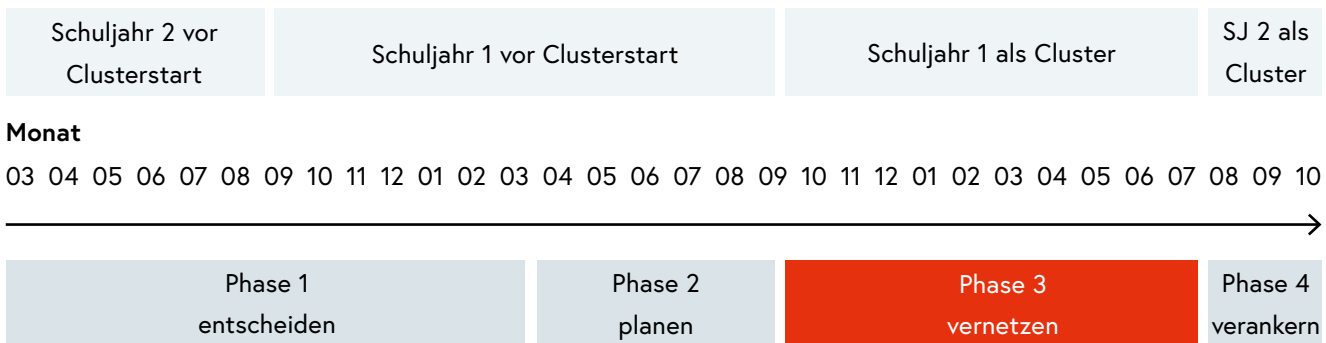 Schuljahr 2 vor
Clusterstart
Schuljahr 1 vor Clusterstart
Schuljahr 1 als Cluster
SJ 2 als
Cluster
Monat
03 04 05 06 07 08 09 10 11 12 01 02 03 04 05 06 07 08 09 10 11 12 01 02 03 04 05 06 07 08 09 10
Phase 1
entscheiden
Phase 2
planen
Phase 3
vernetzen
Phase 4
verankern